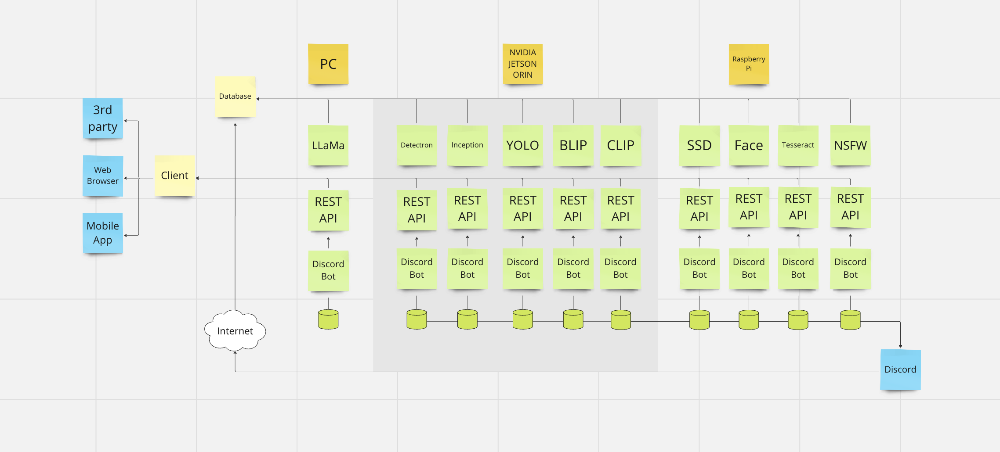 PC
NVIDIA
JETSON
ORIN
Raspberry
Pi
Database
3rd
party
Web
Browser
Mobile
App
Client
LLaMa
Detectron
Inception
YOLO
BLIP
CLIP
SSD
Face
Tesseract
NSFW
REST
API
REST
API
REST
API
REST
API
REST
API
REST
API
REST
API
REST
API
REST
API
REST
API
Discord
Bot
Discord
Bot
Discord
Bot
Discord
Bot
Discord
Bot
Discord
Bot
Discord
Bot
Discord
Bot
Discord
Bot
Discord
Bot
Internet
Discord